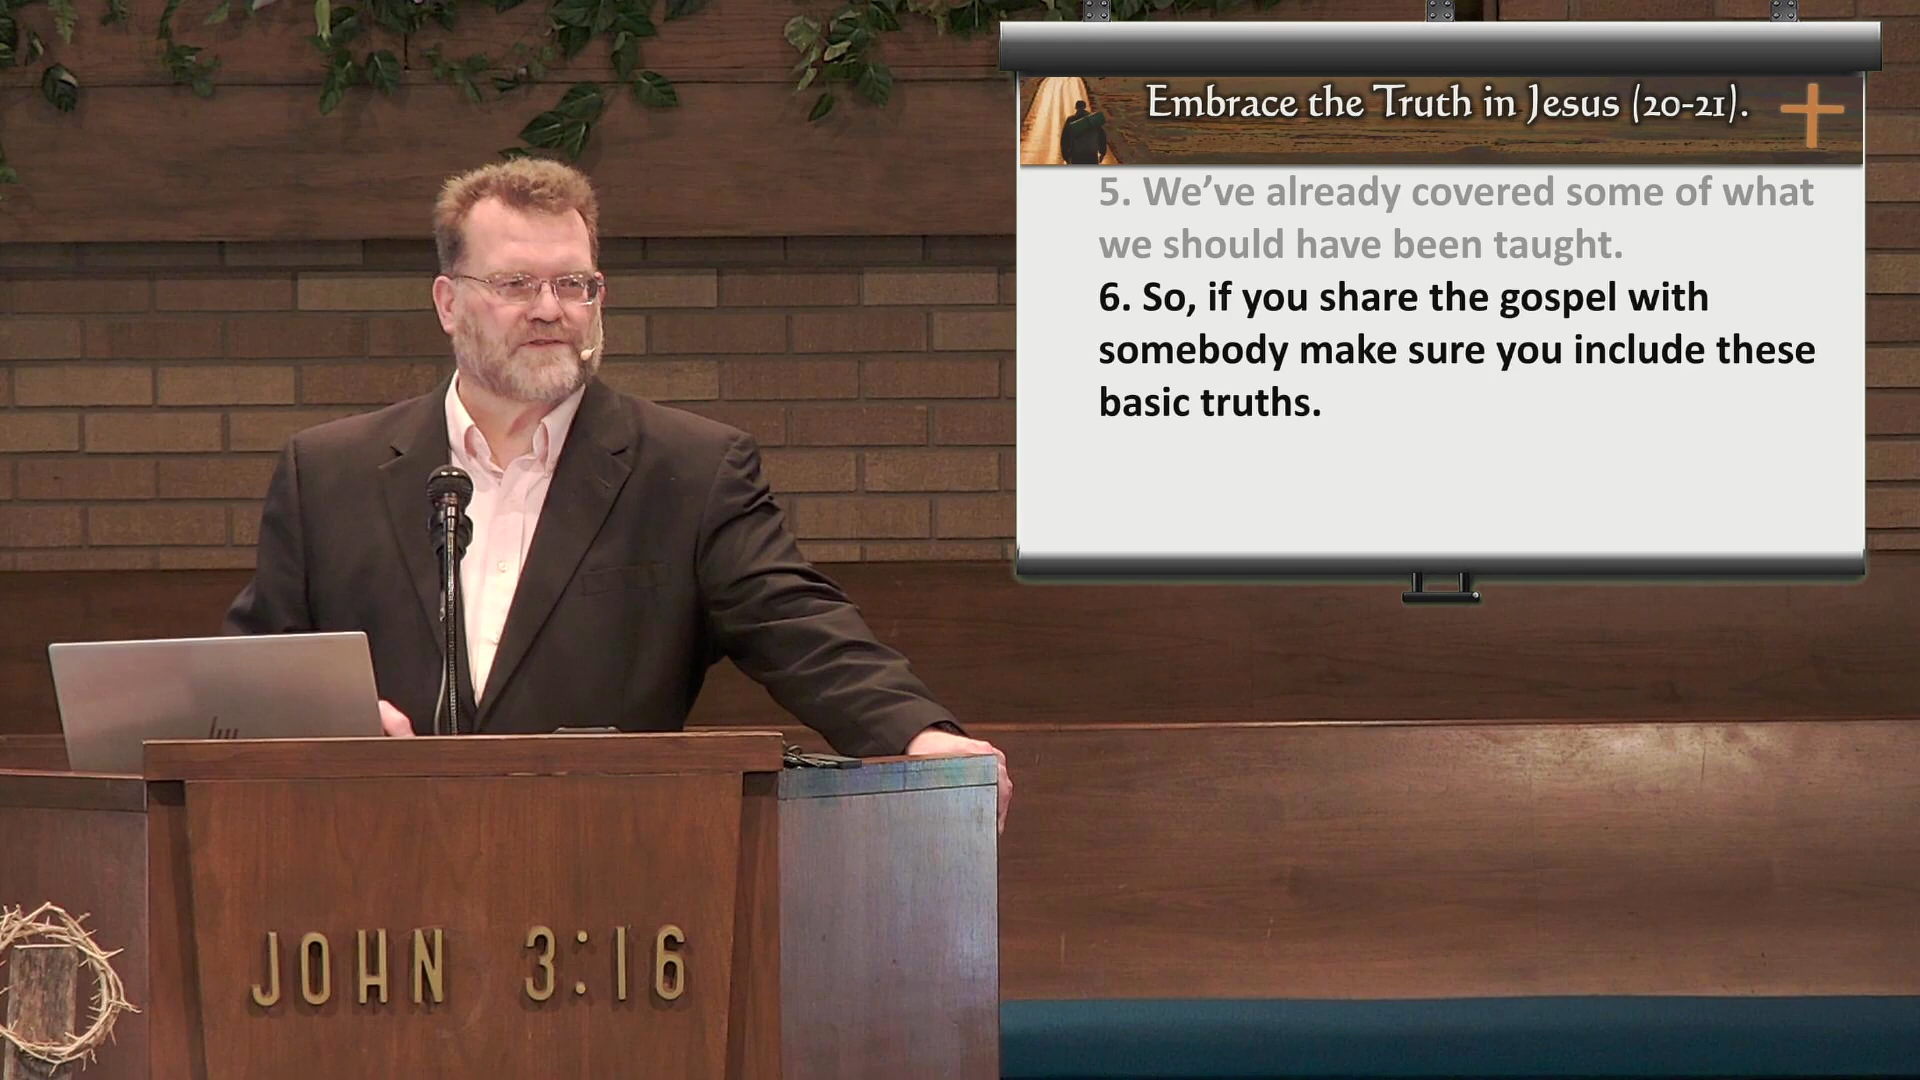 Embrace the Truth in Jesus (20-21).
5. We’ve already covered some of what
we should have been taught.
6. So, if you share the gospel with
somebody make sure you include these
basic truths.
hp
JOHN 3:16